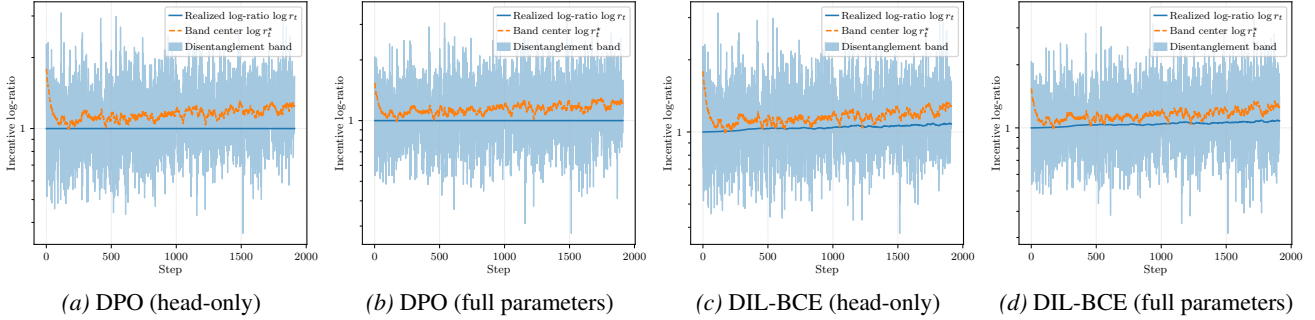 Incentive log-ratio
1
Realized log-ratio log r_t
Band center log r_t^*
Disentanglement band
0 500 1000 1500 2000
Step
(a) DPO (head-only)
Incentive log-ratio
1
Realized log-ratio log r_t
Band center log r_t^*
Disentanglement band
0 500 1000 1500 2000
Step
(b) DPO (full parameters)
Incentive log-ratio
1
Realized log-ratio log r_t
Band center log r_t^*
Disentanglement band
0 500 1000 1500 2000
Step
(c) DIL-BCE (head-only)
Incentive log-ratio
1
Realized log-ratio log r_t
Band center log r_t^*
Disentanglement band
0 500 1000 1500 2000
Step
(d) DIL-BCE (full parameters)